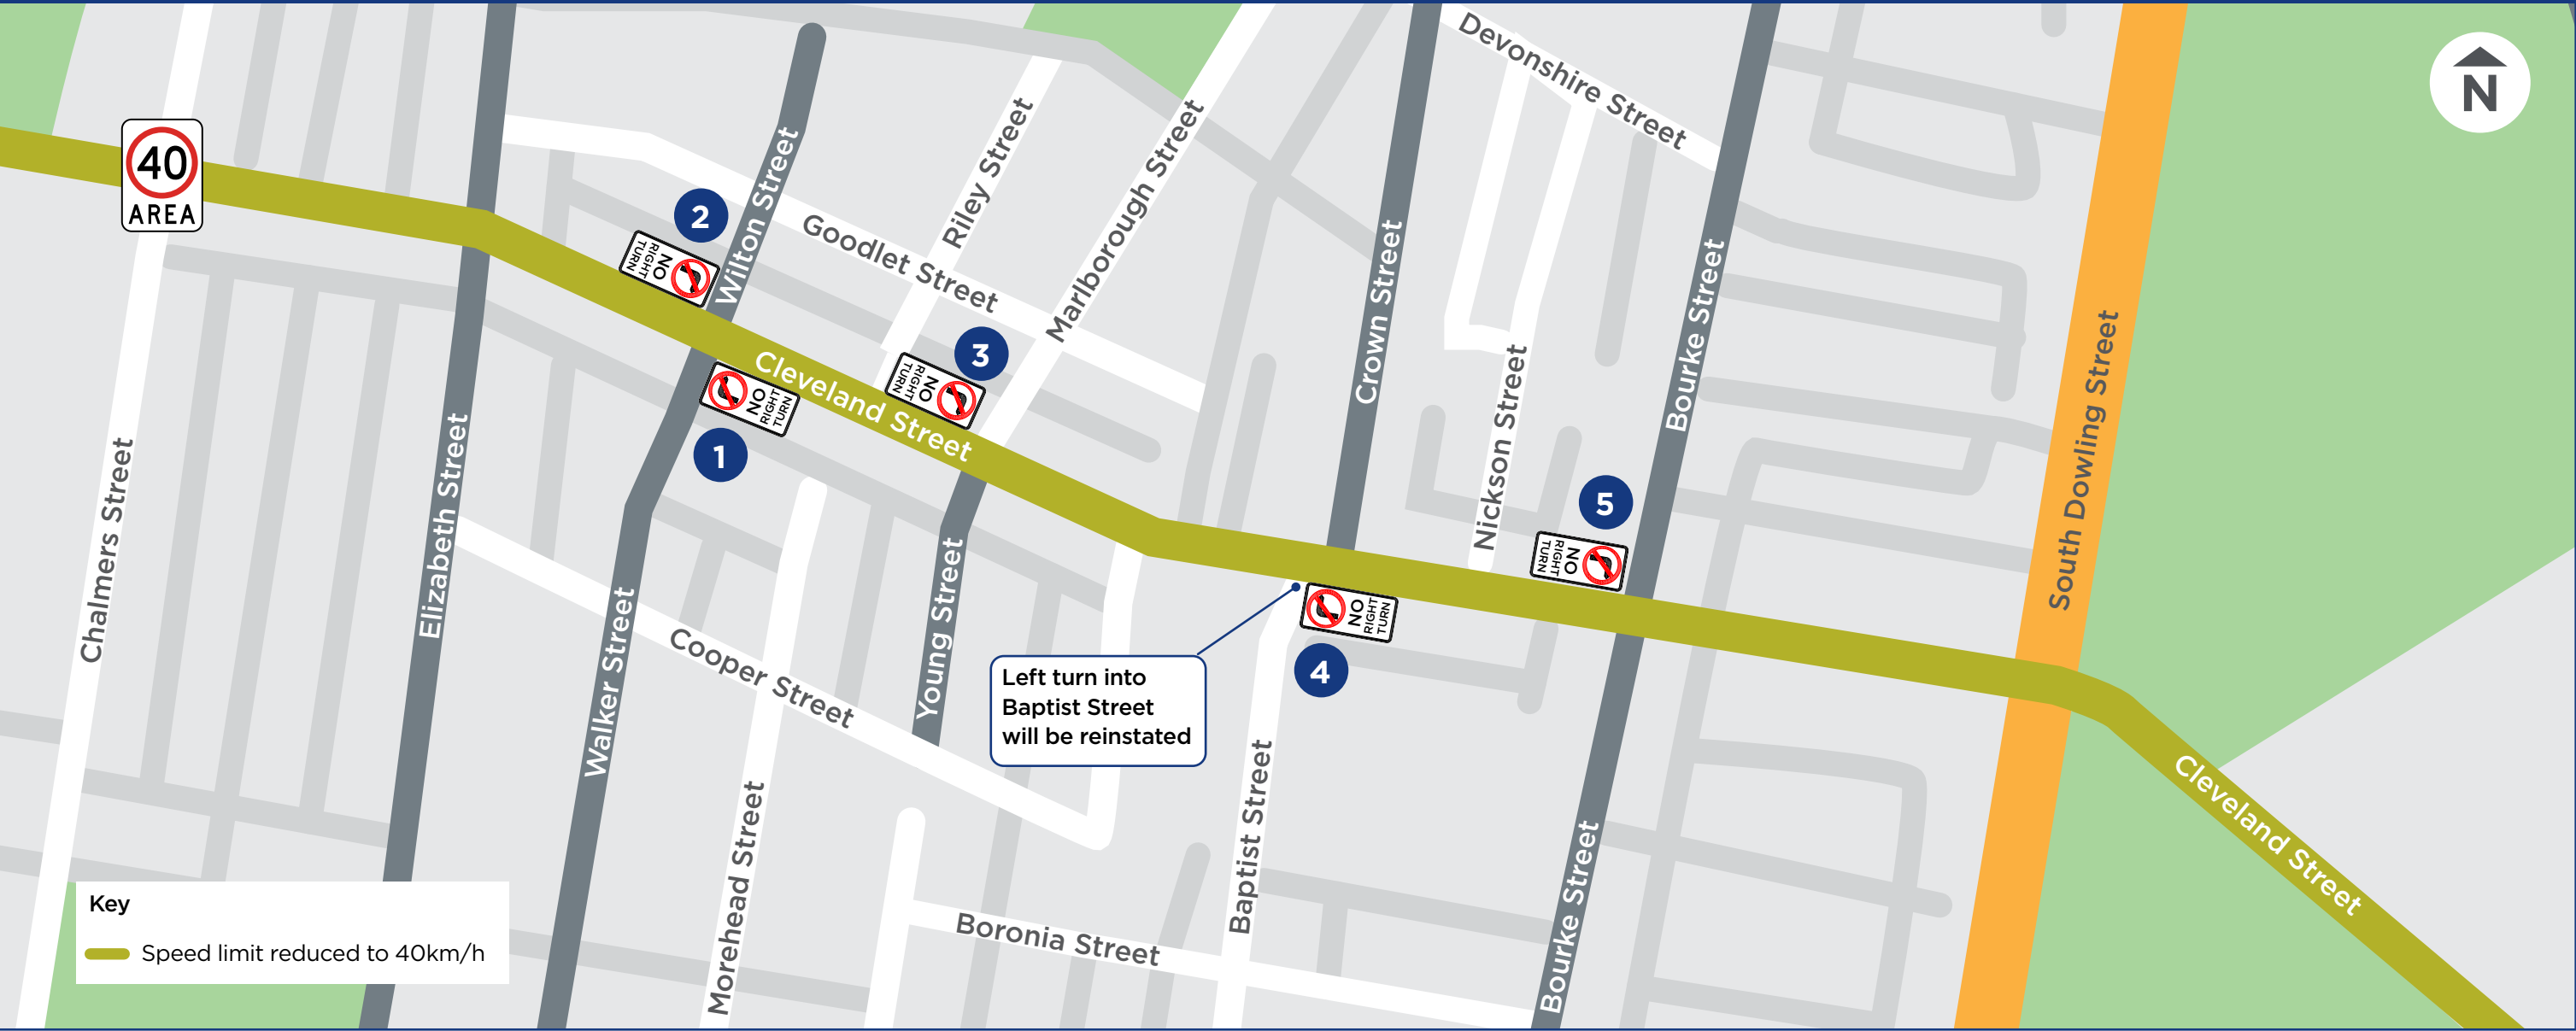 Devonshire Street
N
40
AREA
2
NO
RIGHT
TURN
Wilton Street
Goodlet Street
Riley Street
Marlborough Street
Crown Street
Bourke Street
South Dowling Street
3
NO
RIGHT
TURN
Cleveland Street
NO
RIGHT
TURN
1
Nickson Street
5
NO
RIGHT
TURN
Chalmers Street
Elizabeth Street
Walker Street
Cooper Street
Young Street
Left turn into
Baptist Street
will be reinstated
NO
RIGHT
TURN
4
Morehead Street
Baptist Street
Boronia Street
Bourke Street
Cleveland Street
Key
Speed limit reduced to 40km/h